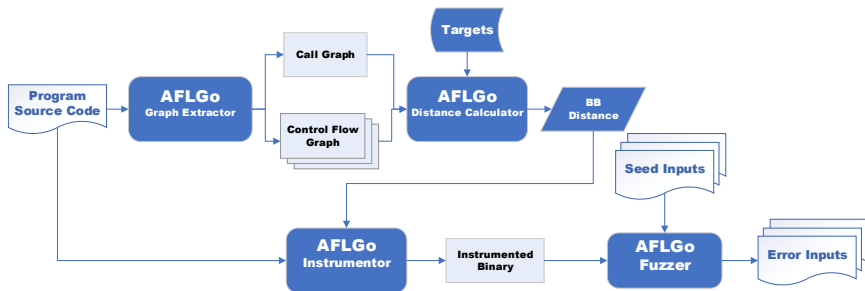 Targets
Call Graph
Program
Source Code
AFLGo
Graph Extractor
AFLGo
Distance Calculator
BB
Distance
Control Flow
Graph
Seed Inputs
AFLGo
Instrumentor
Instrumented
Binary
AFLGo
Fuzzer
Error Inputs